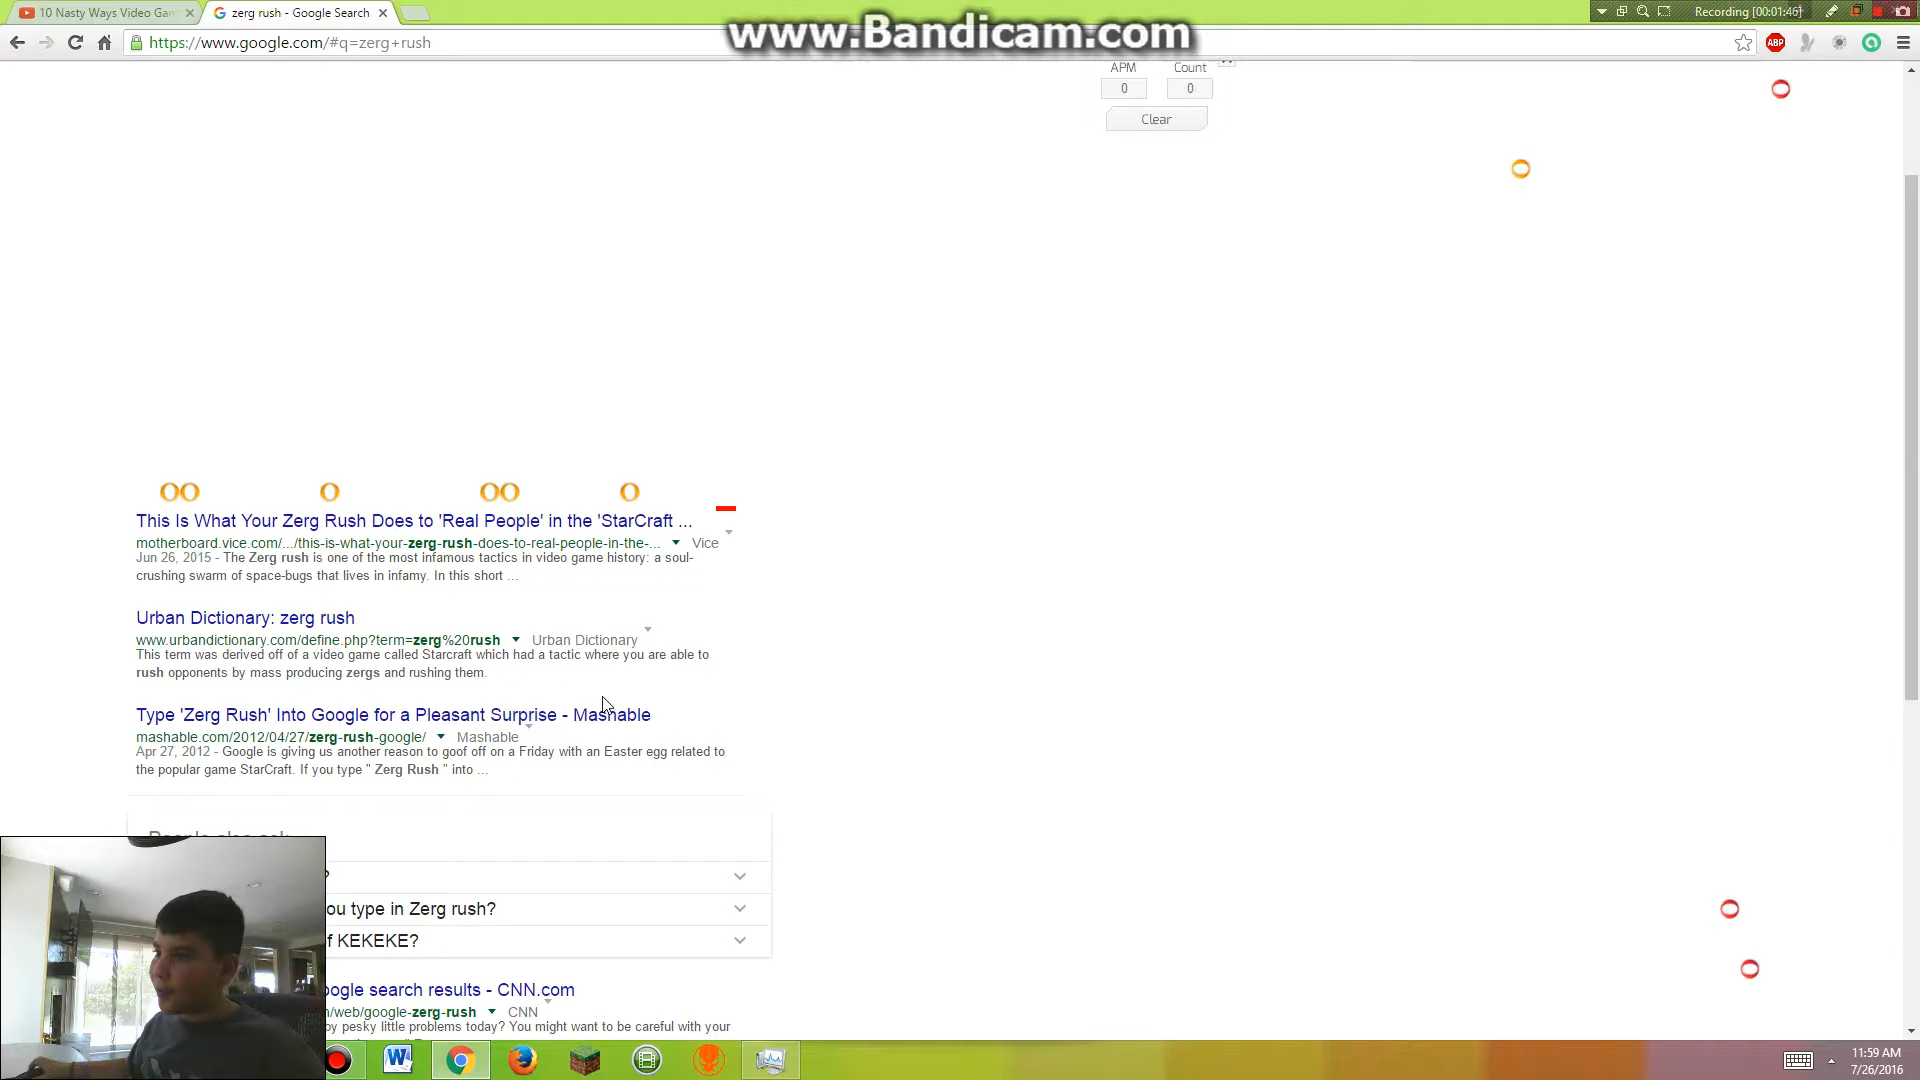 10 Nasty Ways Video Gam
zerg rush - Google Search
www.Bandicam.com
Recording [00:01:46]
https://www.google.com/#q=zerg+rush
ABP
APM Count
0 0
Clear
This Is What Your Zerg Rush Does to 'Real People' in the 'StarCraft ...
motherboard.vice.com/.../this-is-what-your-zerg-rush-does-to-real-people-in-the-... Vice
Jun 26, 2015 - The Zerg rush is one of the most infamous tactics in video game history: a soul-
crushing swarm of space-bugs that lives in infamy. In this short ...
Urban Dictionary: zerg rush
www.urbandictionary.com/define.php?term=zerg%20rush Urban Dictionary
This term was derived off of a video game called Starcraft which had a tactic where you are able to
rush opponents by mass producing zergs and rushing them.
Type 'Zerg Rush' Into Google for a Pleasant Surprise - Mashable
mashable.com/2012/04/27/zerg-rush-google/ Mashable
Apr 27, 2012 - Google is giving us another reason to goof off on a Friday with an Easter egg related to
the popular game StarCraft. If you type " Zerg Rush " into ...
People also ask
?
ou type in Zerg rush?
f KEKEKE?
oogle search results - CNN.com
/web/google-zerg-rush CNN
by pesky little problems today? You might want to be careful with your
11:59 AM
7/26/2016